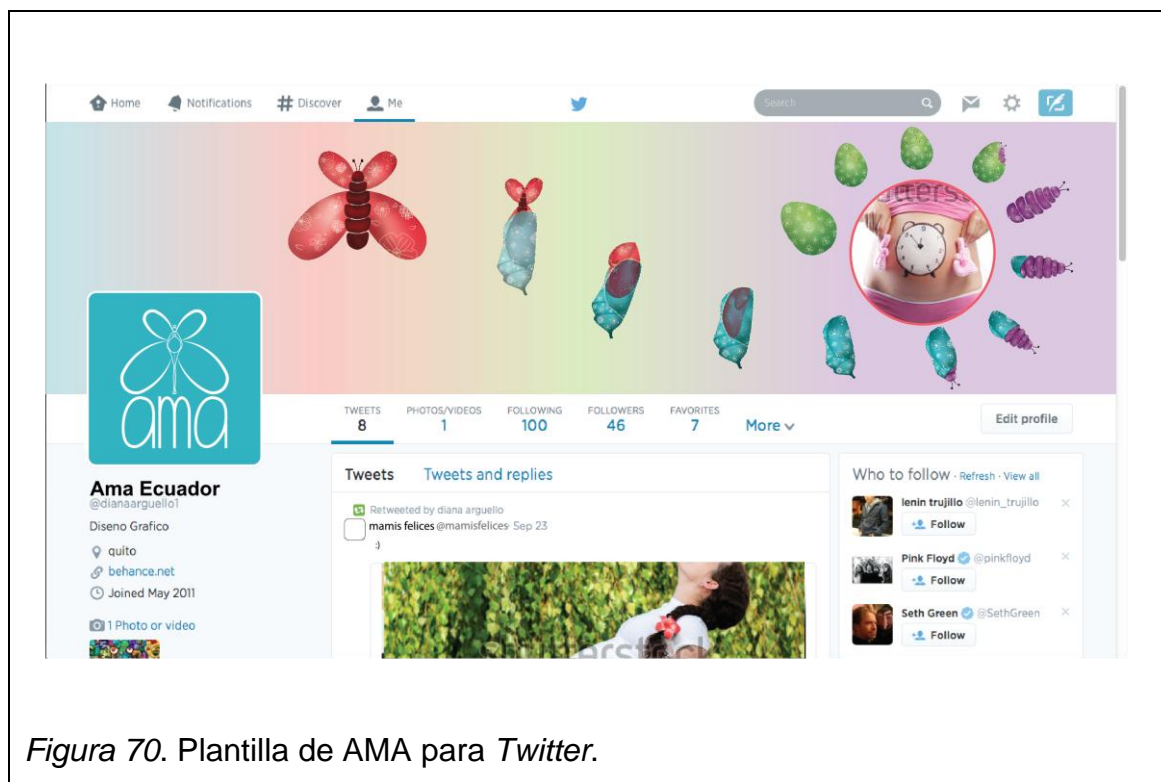 Home Notifications # Discover Me Search
ama
TWEETS PHOTOS/VIDEOS FOLLOWING FOLLOWERS FAVORITES
8 1 100 46 7 More
Edit profile
Ama Ecuador
@dianaarguello1
Diseno Grafico
quito
behance.net
Joined May 2011
1 Photo or video
Tweets Tweets and replies
Retweeted by diana arguello
mamis felices @mamisfelices · Sep 23
:)
shutterstock
Who to follow · Refresh · View all
lenin trujillo @lenin_trujillo ×
Follow
Pink Floyd @pinkfloyd ×
Follow
Seth Green @SethGreen ×
Follow
Figura 70. Plantilla de AMA para Twitter.